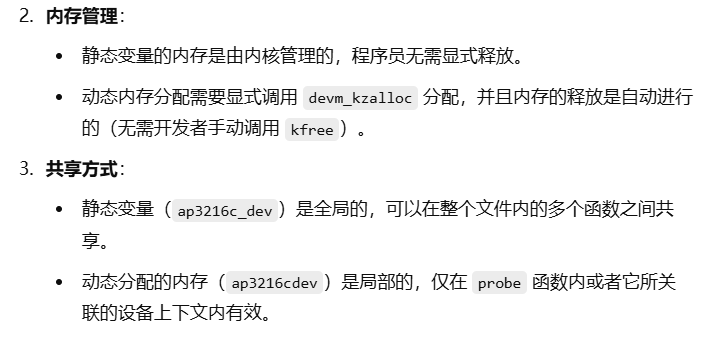 2. 内存管理：
• 静态变量的内存是由内核管理的，程序员无需显式释放。
• 动态内存分配需要显式调用 devm_kzalloc 分配，并且内存的释放是自动进行
的（无需开发者手动调用 kfree）。
3. 共享方式：
• 静态变量（ap3216c_dev）是全局的，可以在整个文件内的多个函数之间共
享。
• 动态分配的内存（ap3216cdev）是局部的，仅在 probe 函数内或者它所关
联的设备上下文内有效。